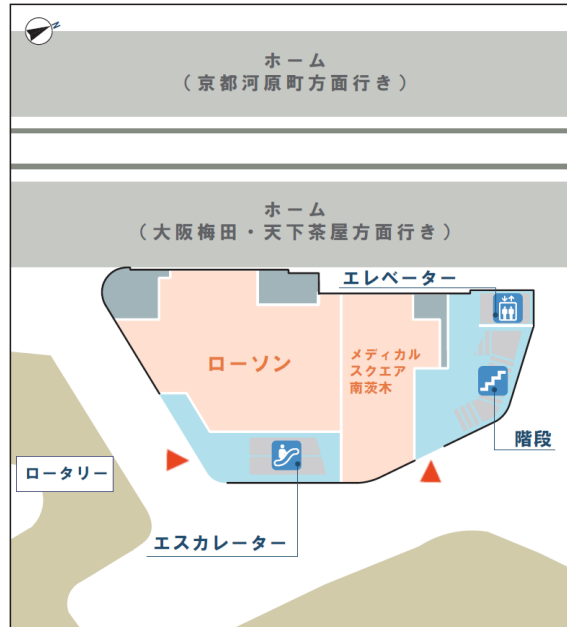 N
ホーム
（京都河原町方面行き）
ホーム
（大阪梅田・天下茶屋方面行き）
エレベーター
ローソン
メディカル
スクエア
南茨木
階段
ロータリー
エスカレーター